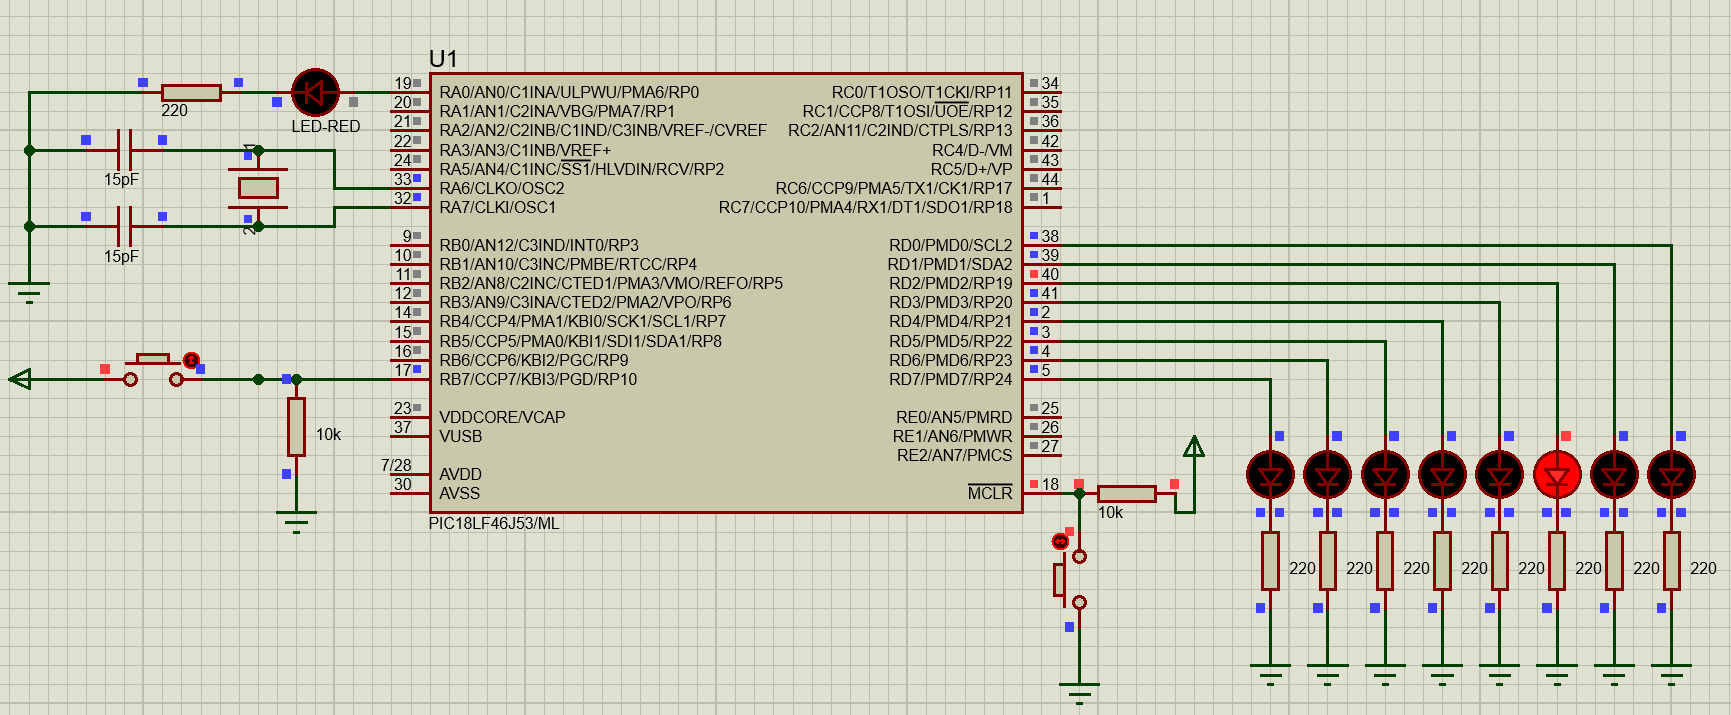 U1
19
RA0/AN0/C1INA/ULPWU/PMA6/RP0
RC0/T1OSO/T1CKI/RP11
34
20
RA1/AN1/C2INA/VBG/PMA7/RP1
RC1/CCP8/T1OSI/UOE/RP12
35
21
RA2/AN2/C2INB/C1IND/C3INB/VREF-/CVREF
RC2/AN11/C2IND/CTPLS/RP13
36
22
RA3/AN3/C1INB/VREF+
RC4/D-/VM
42
24
RA5/AN4/C1INC/SS1/HLVDIN/RCV/RP2
RC5/D+/VP
43
33
RA6/CLKO/OSC2
RC6/CCP9/PMA5/TX1/CK1/RP17
44
32
RA7/CLKI/OSC1
RC7/CCP10/PMA4/RX1/DT1/SDO1/RP18
1
9
RB0/AN12/C3IND/INT0/RP3
RD0/PMD0/SCL2
38
10
RB1/AN10/C3INC/PMBE/RTCC/RP4
RD1/PMD1/SDA2
39
11
RB2/AN8/C2INC/CTED1/PMA3/VMO/REFO/RP5
RD2/PMD2/RP19
40
12
RB3/AN9/C3INA/CTED2/PMA2/VPO/RP6
RD3/PMD3/RP20
41
14
RB4/CCP4/PMA1/KBI0/SCK1/SCL1/RP7
RD4/PMD4/RP21
2
15
RB5/CCP5/PMA0/KBI1/SDI1/SDA1/RP8
RD5/PMD5/RP22
3
16
RB6/CCP6/KBI2/PGC/RP9
RD6/PMD6/RP23
4
17
RB7/CCP7/KBI3/PGD/RP10
RD7/PMD7/RP24
5
23
VDDCORE/VCAP
RE0/AN5/PMRD
25
37
VUSB
RE1/AN6/PMWR
26
RE2/AN7/PMCS
27
7/28
AVDD
30
AVSS
MCLR
18
PIC18LF46J53/ML
220
LED-RED
15pF
1
2
15pF
10k
10k
220
220
220
220
220
220
220
220